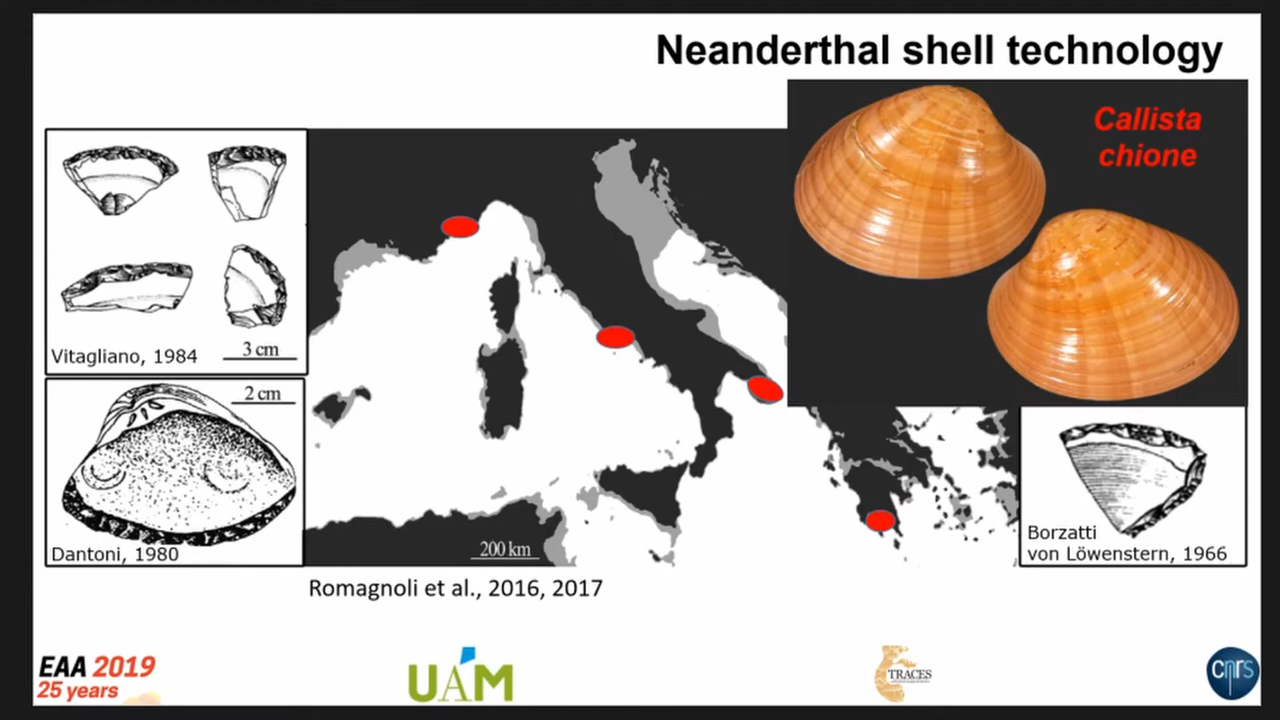 Neanderthal shell technology
Callista
chione
Vitagliano, 1984
3 cm
2 cm
Dantoni, 1980
200 km
Borzatti
von Löwenstern, 1966
Romagnoli et al., 2016, 2017
EAA 2019
25 years
UAM
TRACES
cnrs